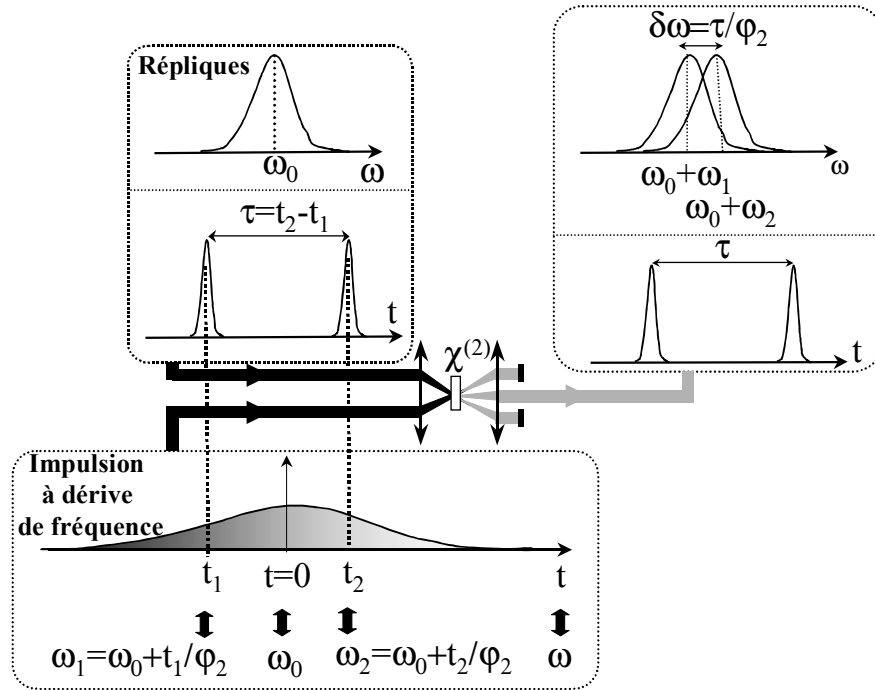 Répliques
ω₀
ω
τ=t₂-t₁
t
δω=τ/φ₂
ω
ω₀+ω₁
ω₀+ω₂
τ
t
χ⁽²⁾
Impulsion
à dérive
de fréquence
t₁
t=0
t₂
t
ω₁=ω₀+t₁/φ₂
ω₀
ω₂=ω₀+t₂/φ₂
ω